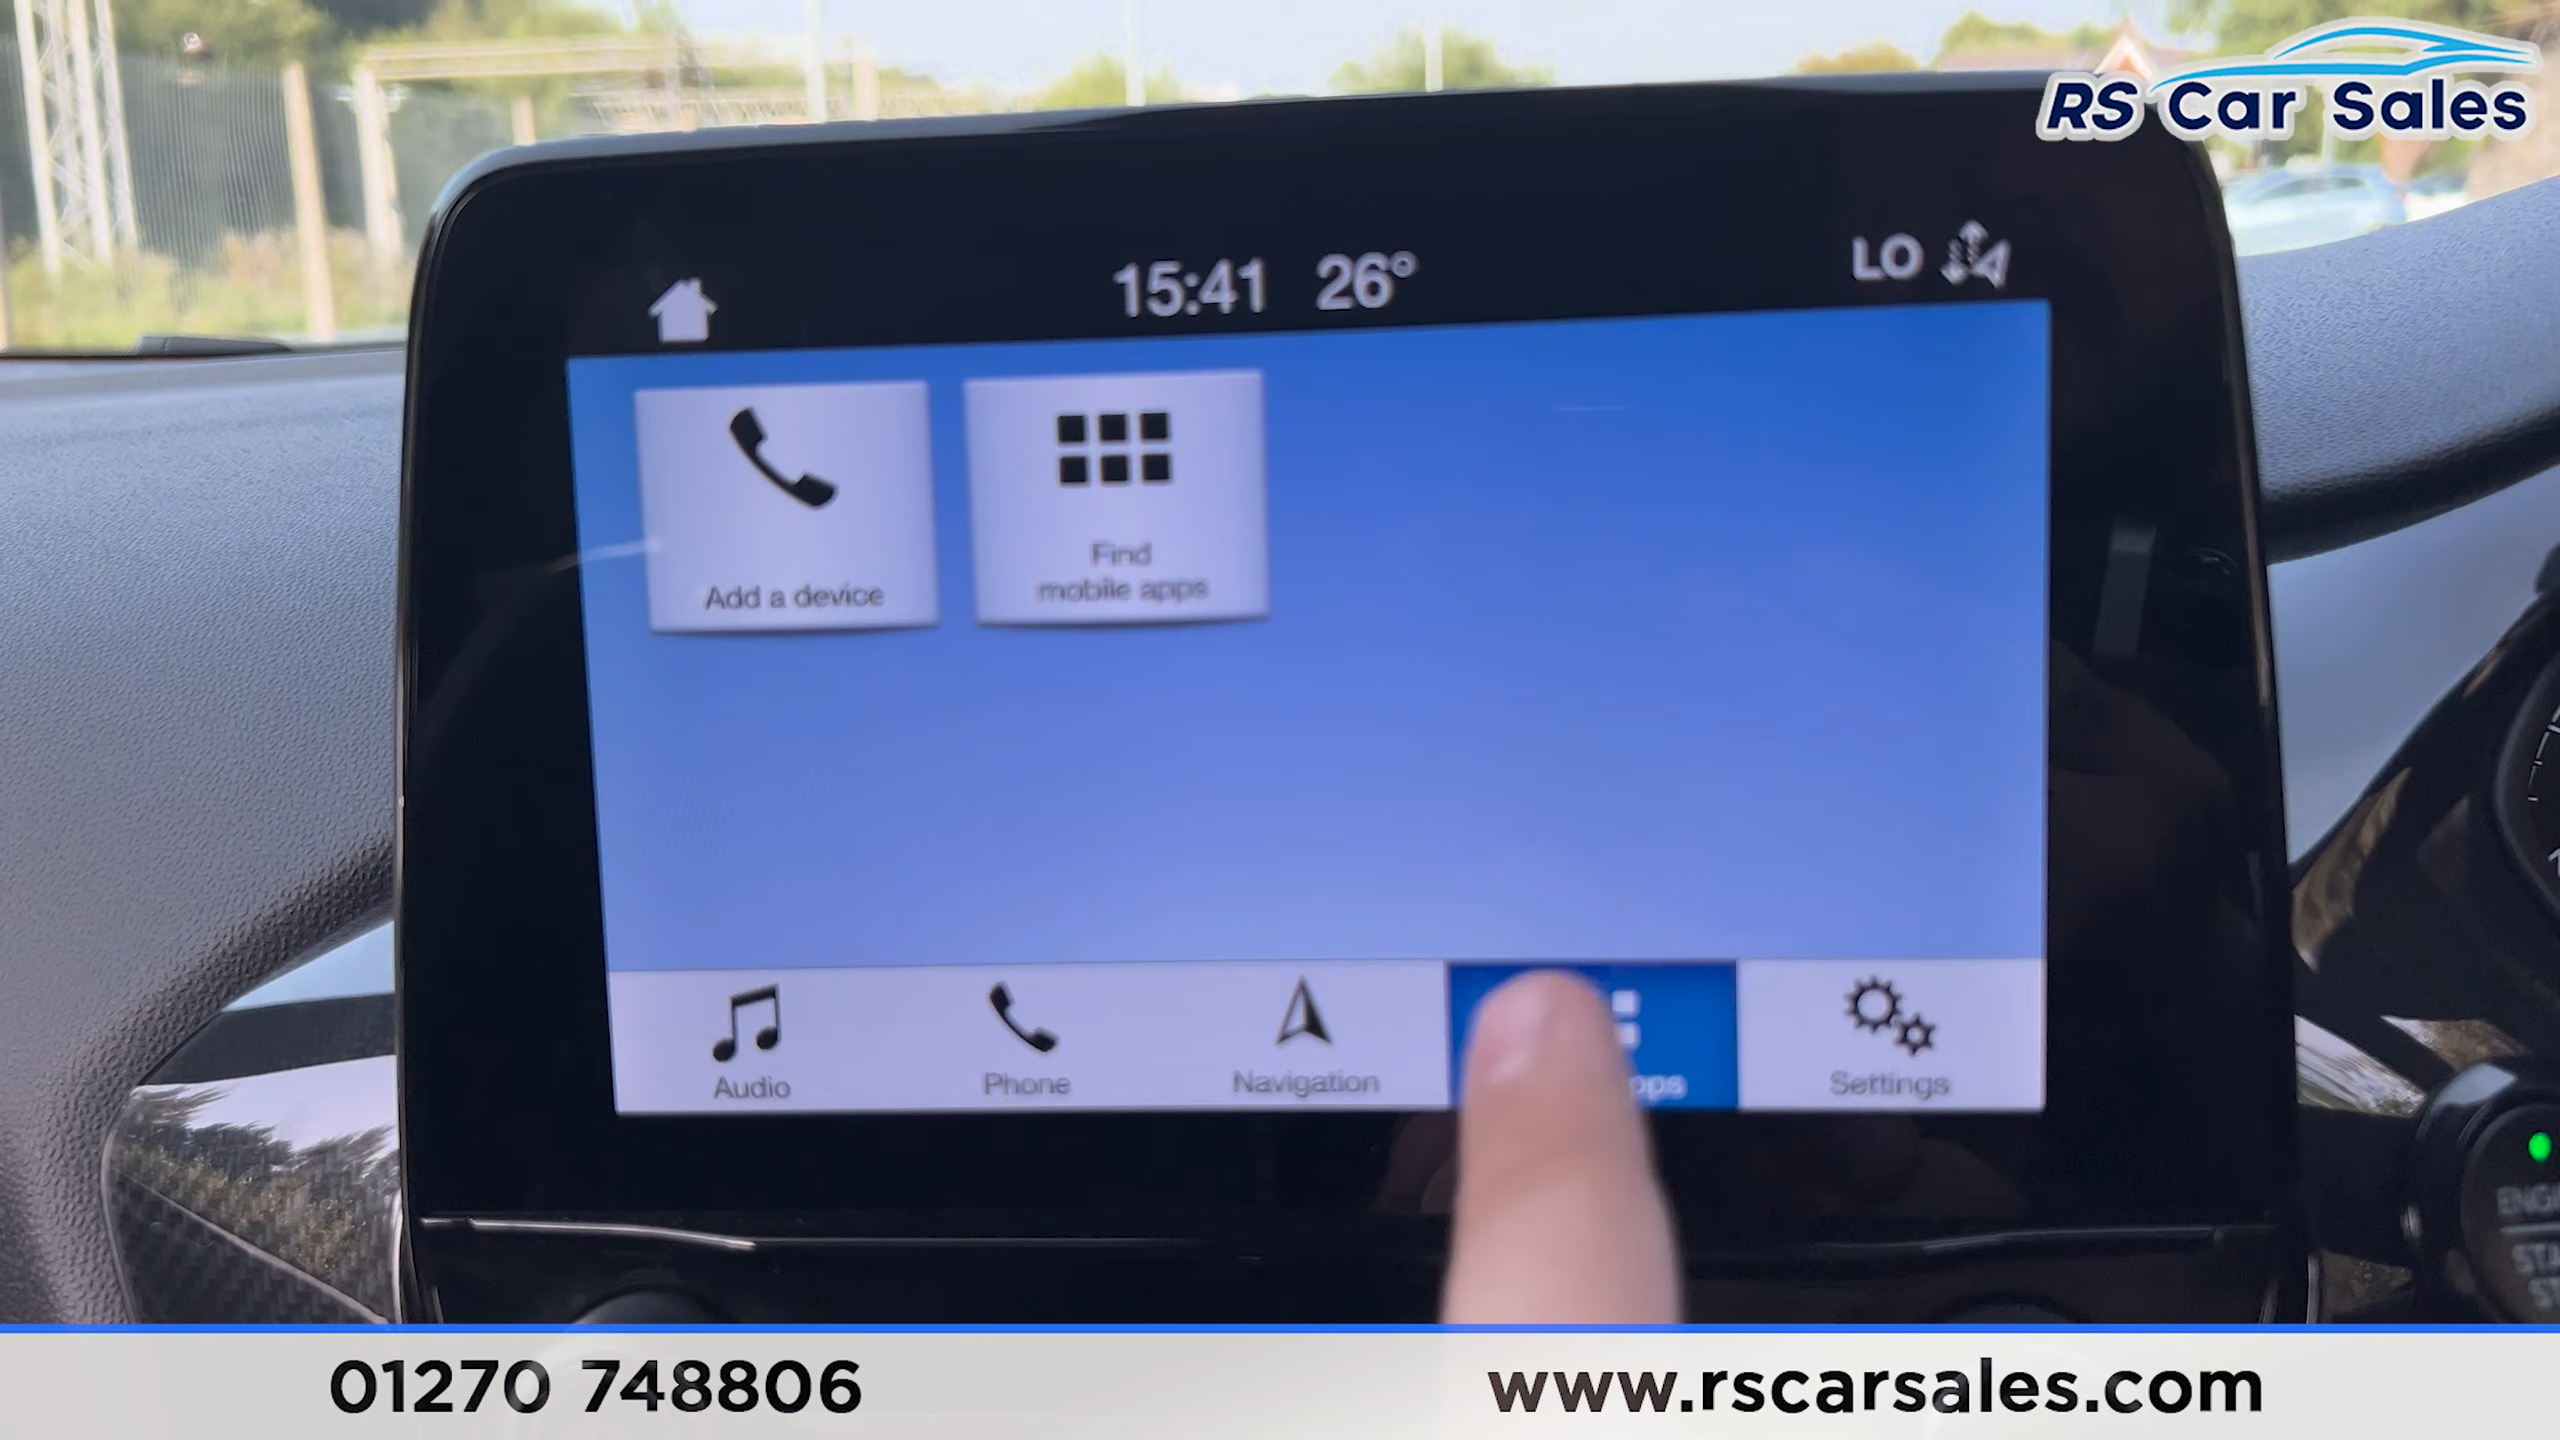 RS Car Sales
15:41 26°
LO
Add a device
Find
mobile apps
Audio
Phone
Navigation
Settings
01270 748806
www.rscarsales.com